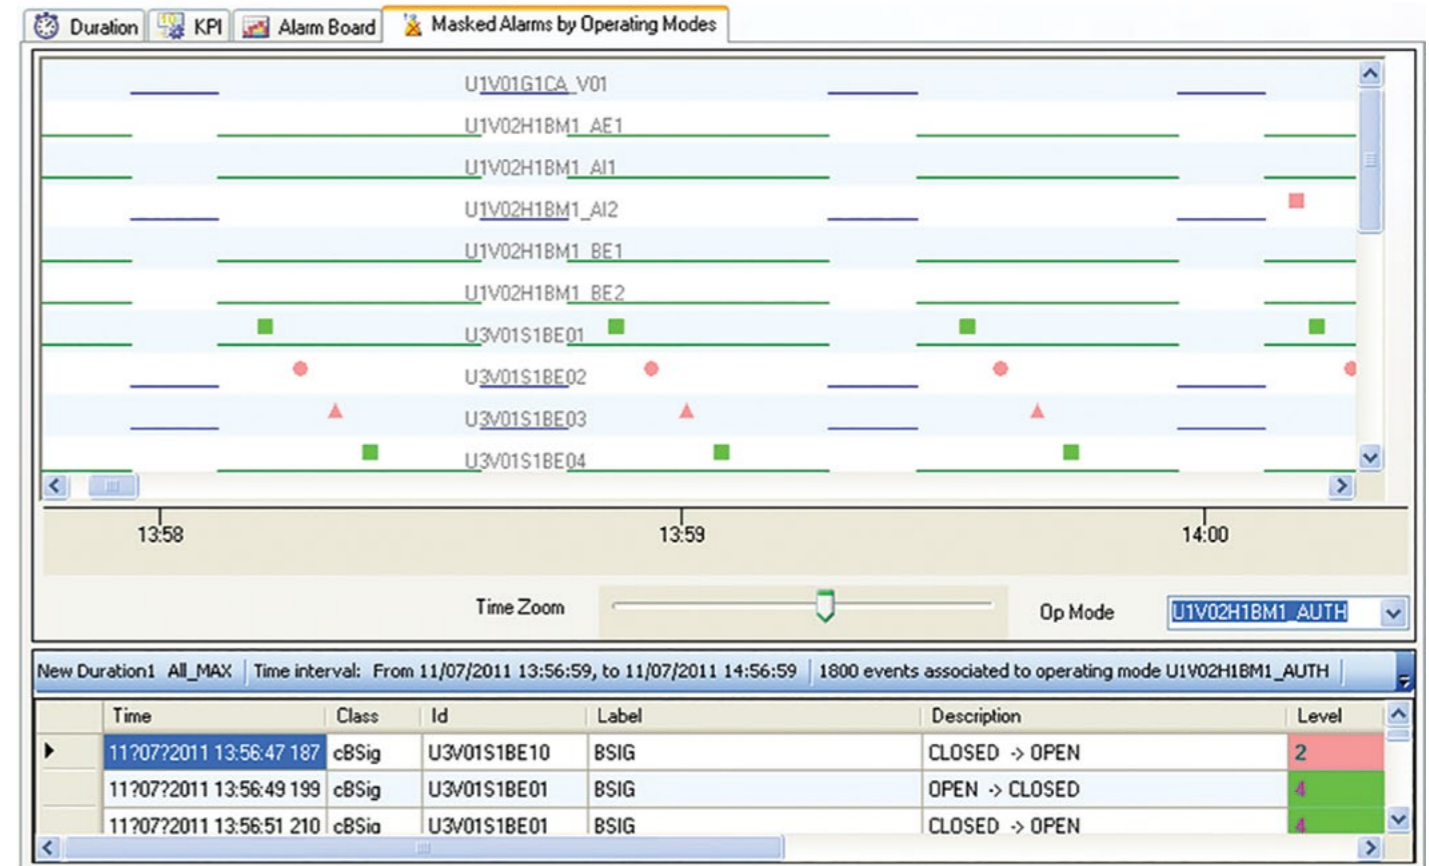 Duration KPI Alarm Board Masked Alarms by Operating Modes
U1V01G1CA_V01
U1V02H1BM1_AE1
U1V02H1BM1_AI1
U1V02H1BM1_AI2
U1V02H1BM1_BE1
U1V02H1BM1_BE2
U3V01S1BE01
U3V01S1BE02
U3V01S1BE03
U3V01S1BE04
13:58 13:59 14:00
Time Zoom Op Mode U1V02H1BM1_AUTH
New Duration1 All_MAX Time interval: From 11/07/2011 13:56:59, to 11/07/2011 14:56:59 1800 events associated to operating mode U1V02H1BM1_AUTH
Time Class Id Label Description Level
11?07?2011 13:56:47 187 cBSig U3V01S1BE10 BSIG CLOSED -> OPEN 2
11?07?2011 13:56:49 199 cBSig U3V01S1BE01 BSIG OPEN -> CLOSED 4
11?07?2011 13:56:51 210 cBSig U3V01S1BE01 BSIG CLOSED -> OPEN 4